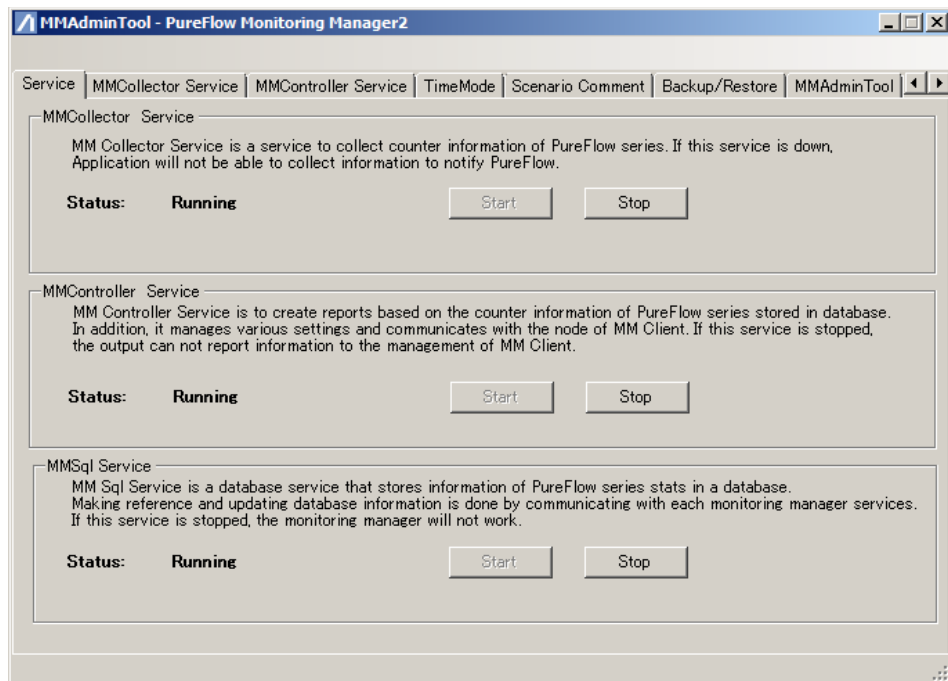 MMAdminTool - PureFlow Monitoring Manager2
Service MMCollector Service MMController Service TimeMode Scenario Comment Backup/Restore MMAdminTool
MMCollector Service
MM Collector Service is a service to collect counter information of PureFlow series. If this service is down,
Application will not be able to collect information to notify PureFlow.
Status: Running Start Stop
MMController Service
MM Controller Service is to create reports based on the counter information of PureFlow series stored in database.
In addition, it manages various settings and communicates with the node of MM Client. If this service is stopped,
the output can not report information to the management of MM Client.
Status: Running Start Stop
MMSql Service
MM Sql Service is a database service that stores information of PureFlow series stats in a database.
Making reference and updating database information is done by communicating with each monitoring manager services.
If this service is stopped, the monitoring manager will not work.
Status: Running Start Stop